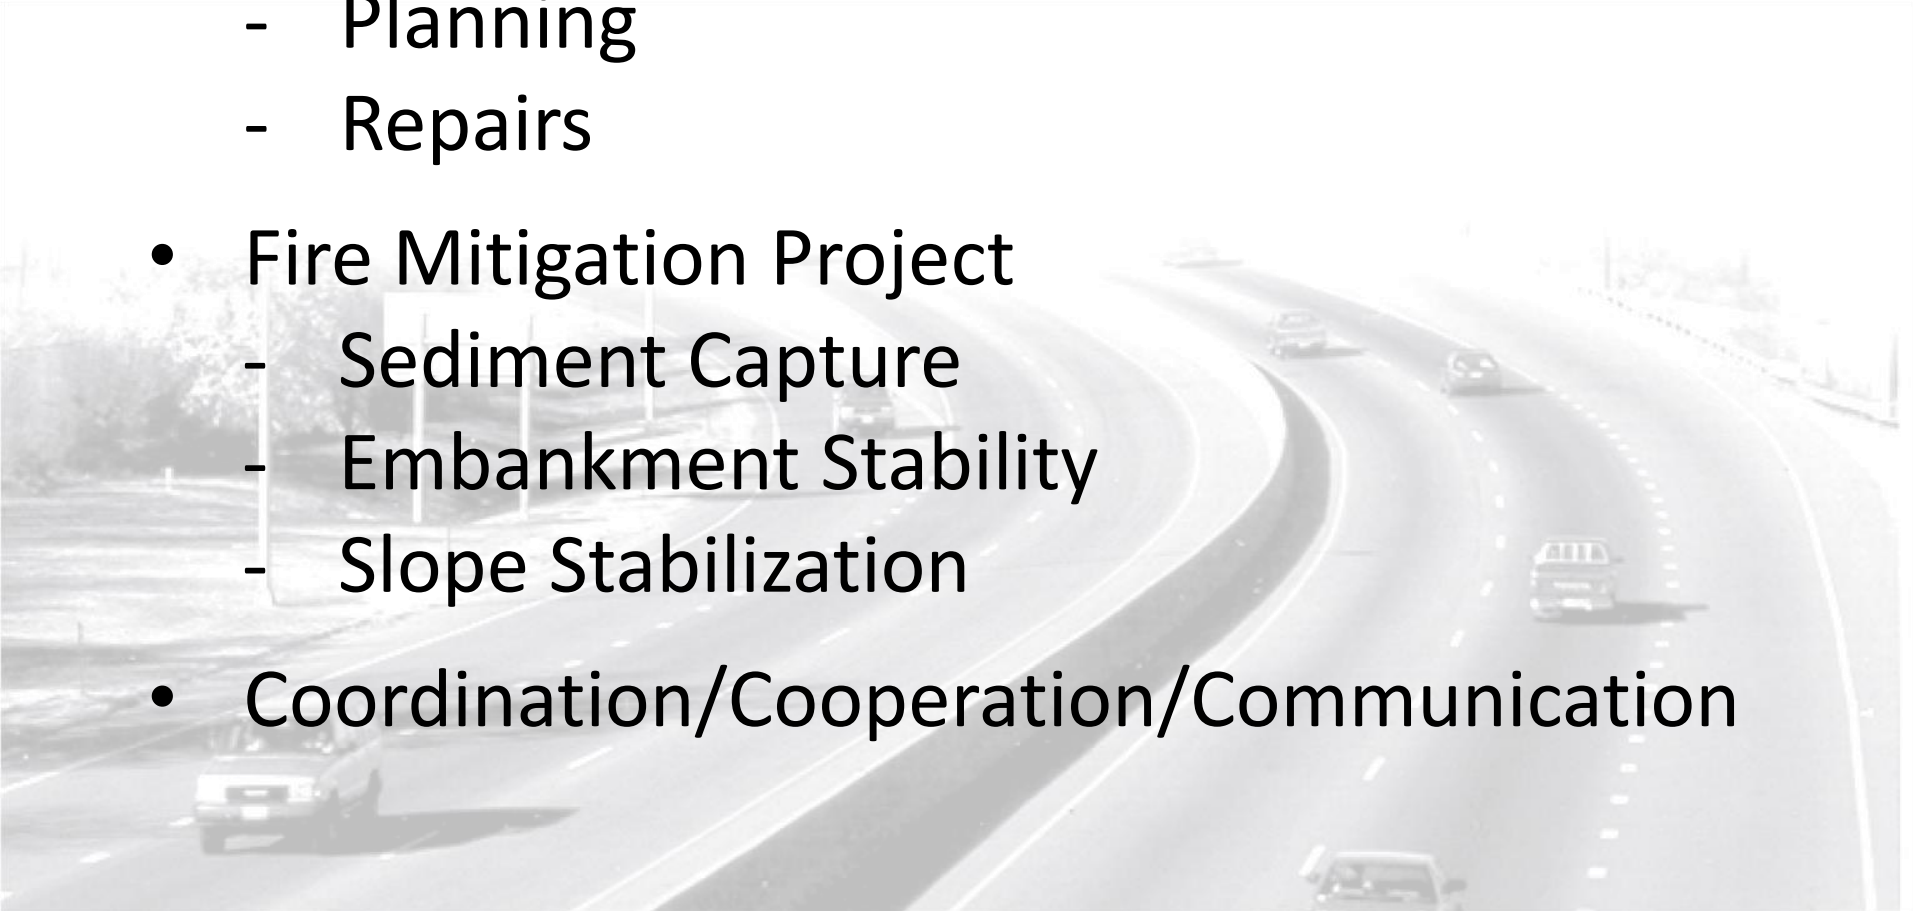 - Planning
- Repairs
• Fire Mitigation Project
- Sediment Capture
- Embankment Stability
- Slope Stabilization
• Coordination/Cooperation/Communication